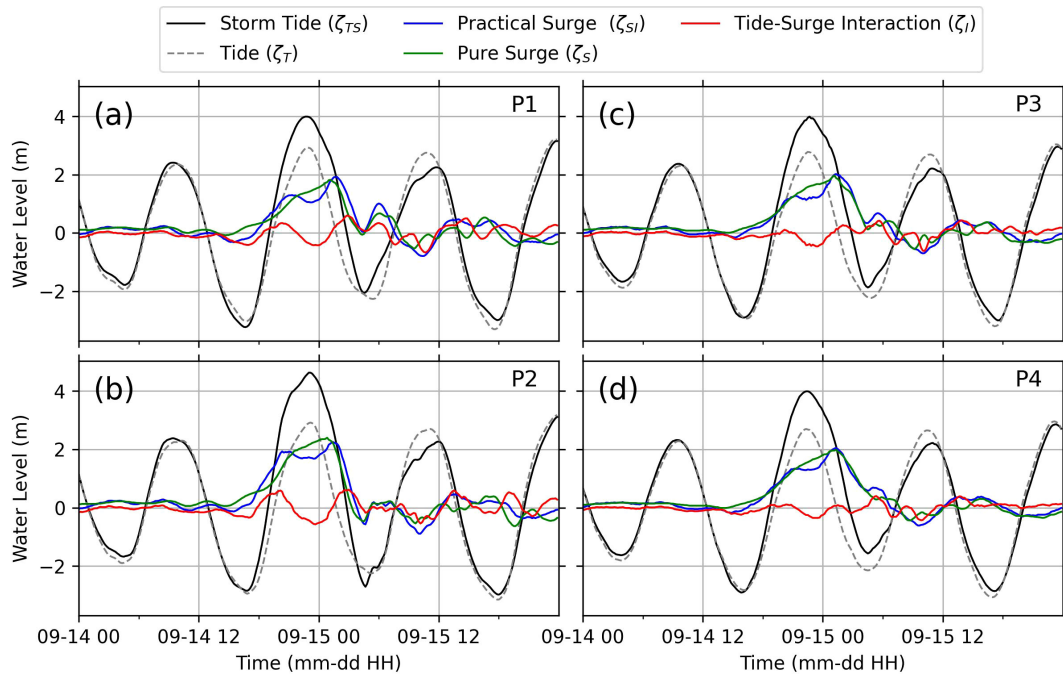 Storm Tide (ζTS) Practical Surge (ζSI) Tide-Surge Interaction (ζI)
Tide (ζT) Pure Surge (ζS)
(a) P1 (c) P3
Water Level (m)
4
2
0
−2
(b) P2 (d) P4
Water Level (m)
4
2
0
−2
09-14 00 09-14 12 09-15 00 09-15 12 09-14 00 09-14 12 09-15 00 09-15 12
Time (mm-dd HH) Time (mm-dd HH)